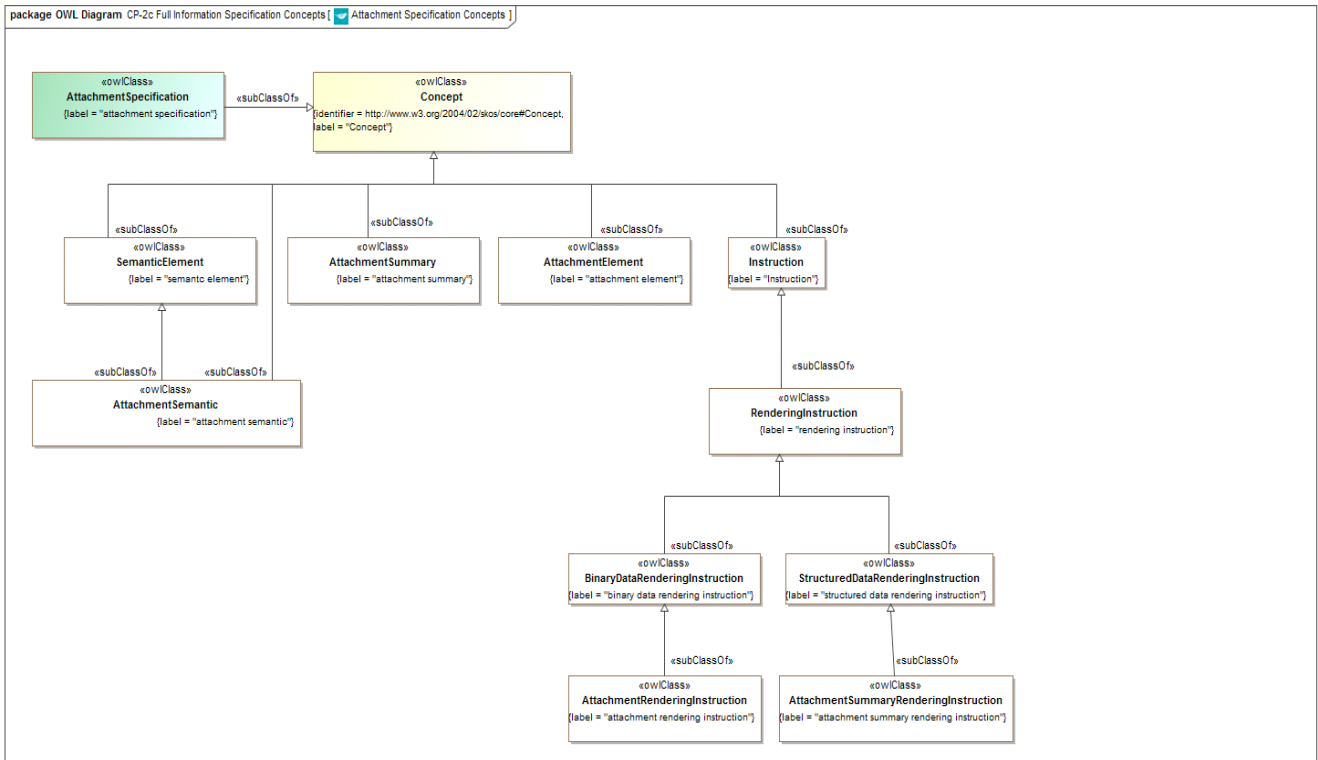 package OWL Diagram CP-2c Full Information Specification Concepts [ Attachment Specification Concepts ]
«owlClass»
AttachmentSpecification
{label = "attachment specification"}
«subClassOf»
«owlClass»
Concept
{identifier = http://www.w3.org/2004/02/skos/core#Concept,
label = "Concept"}
«subClassOf»
«owlClass»
SemanticElement
{label = "semantc element"}
«subClassOf»
«owlClass»
AttachmentSummary
{label = "attachment summary"}
«subClassOf»
«owlClass»
AttachmentElement
{label = "attachment element"}
«subClassOf»
«owlClass»
Instruction
{label = "Instruction"}
«subClassOf»
«subClassOf»
«owlClass»
AttachmentSemantic
{label = "attachment semantic"}
«subClassOf»
«owlClass»
RenderingInstruction
{label = "rendering instruction"}
«subClassOf»
«owlClass»
BinaryDataRenderingInstruction
{label = "binary data rendering instruction"}
«subClassOf»
«owlClass»
StructuredDataRenderingInstruction
{label = "structured data rendering instruction"}
«subClassOf»
«owlClass»
AttachmentRenderingInstruction
{label = "attachment rendering instruction"}
«subClassOf»
«owlClass»
AttachmentSummaryRenderingInstruction
{label = "attachment summary rendering instruction"}